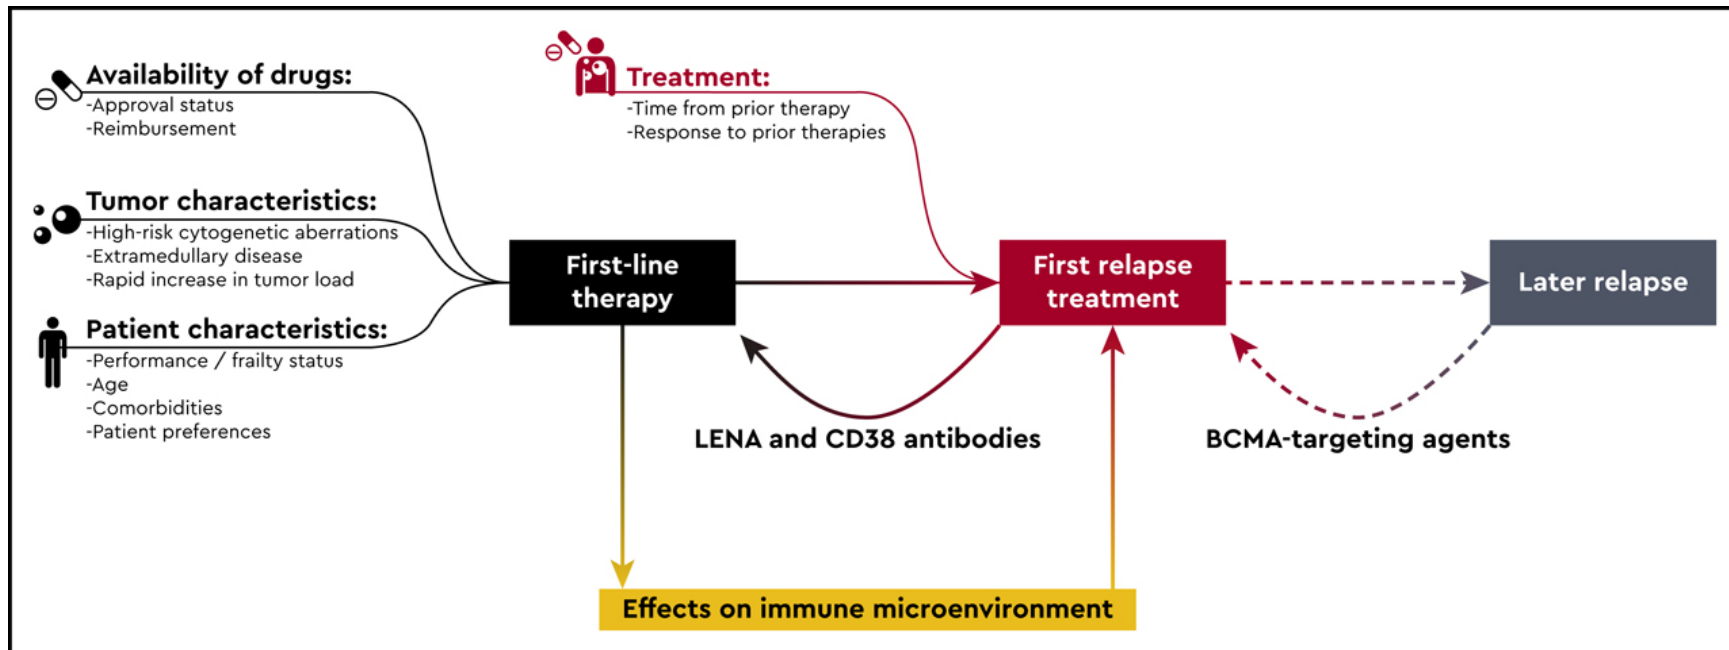 Availability of drugs:
-Approval status
-Reimbursement
Tumor characteristics:
-High-risk cytogenetic aberrations
-Extramedullary disease
-Rapid increase in tumor load
Patient characteristics:
-Performance / frailty status
-Age
-Comorbidities
-Patient preferences
Treatment:
-Time from prior therapy
-Response to prior therapies
First-line
therapy
First relapse
treatment
Later relapse
LENA and CD38 antibodies
BCMA-targeting agents
Effects on immune microenvironment